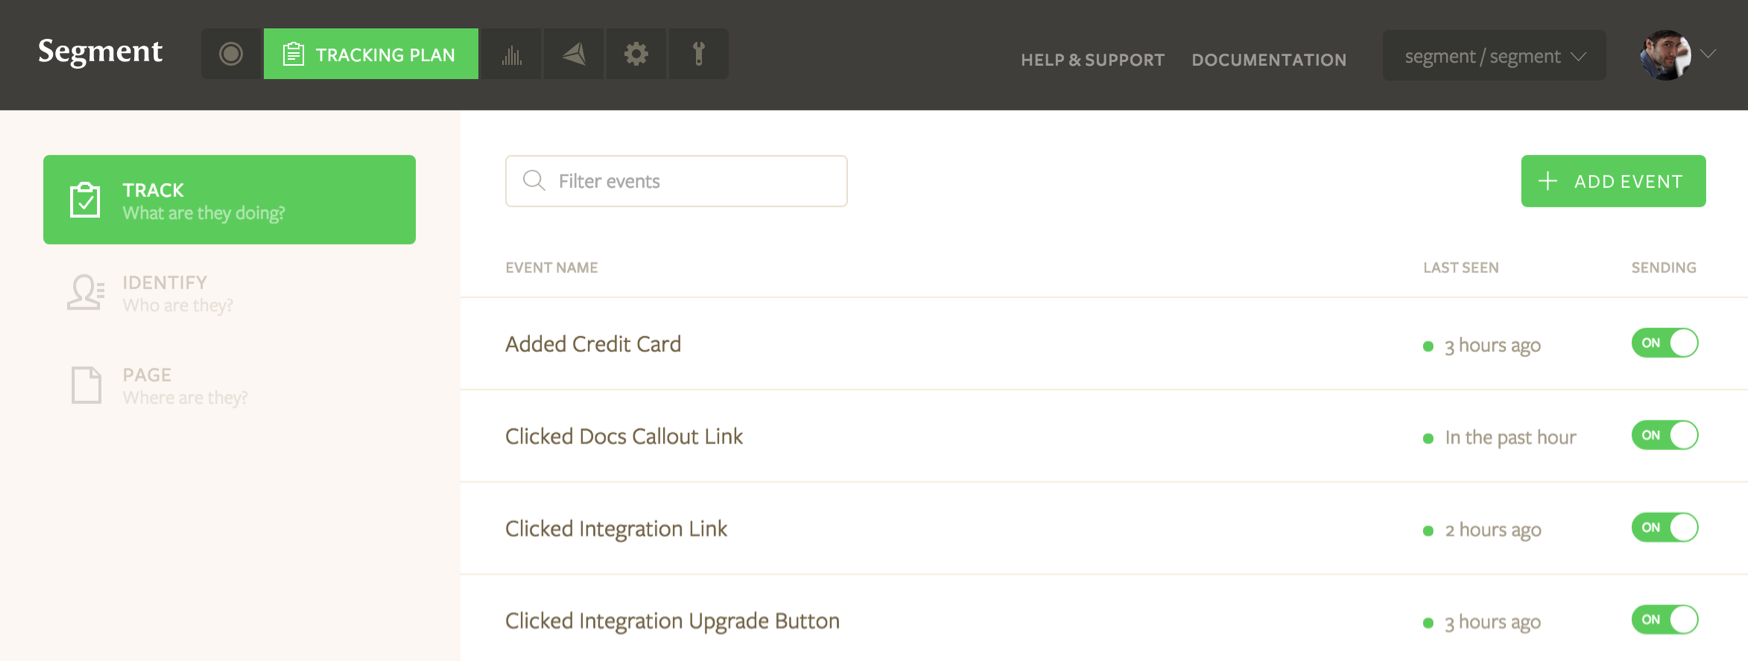 Segment
TRACKING PLAN
HELP & SUPPORT
DOCUMENTATION
segment / segment
TRACK
What are they doing?
IDENTIFY
Who are they?
PAGE
Where are they?
Filter events
ADD EVENT
EVENT NAME
LAST SEEN
SENDING
Added Credit Card
3 hours ago
ON
Clicked Docs Callout Link
In the past hour
ON
Clicked Integration Link
2 hours ago
ON
Clicked Integration Upgrade Button
3 hours ago
ON